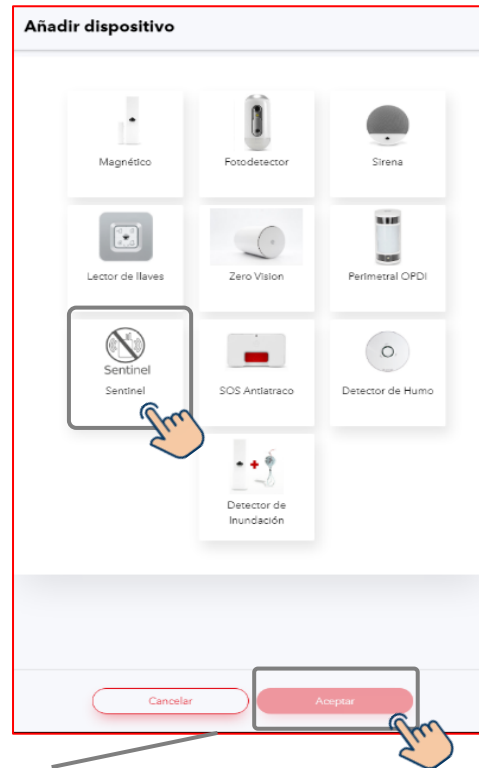 Añadir dispositivo
Magnético
Fotodetector
Sirena
Lector de llaves
Zero Vision
Perimetral OPDI
Sentinel
Sentinel
SOS Antiatraco
Detector de Humo
Detector de
Inundación
Cancelar
Aceptar